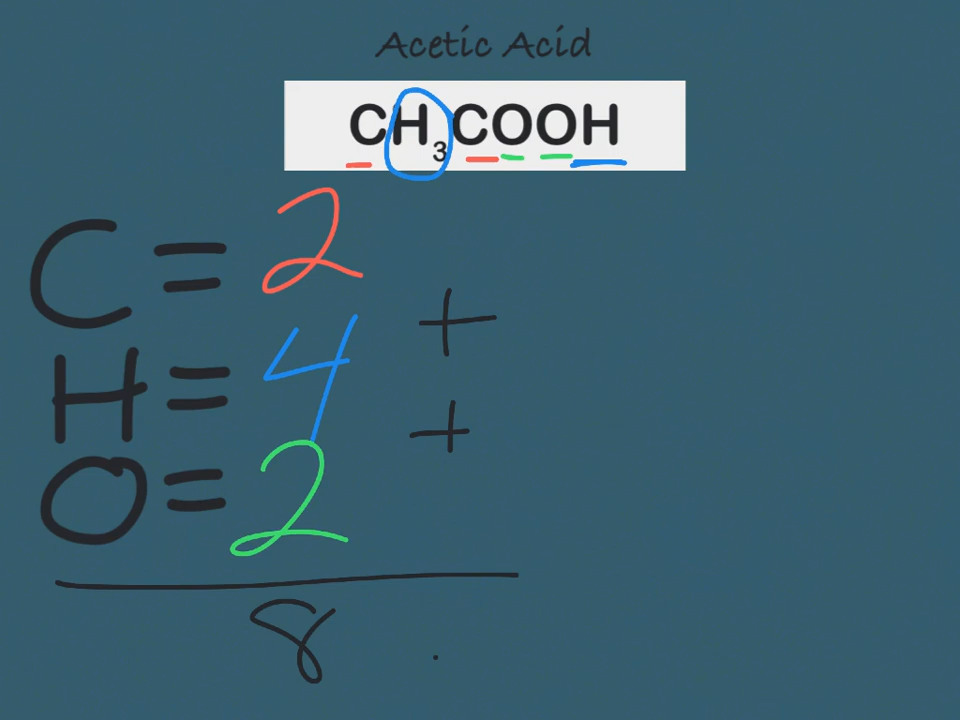 Acetic Acid
CH₃COOH
C = 2
+
H = 4
+
O = 2
8